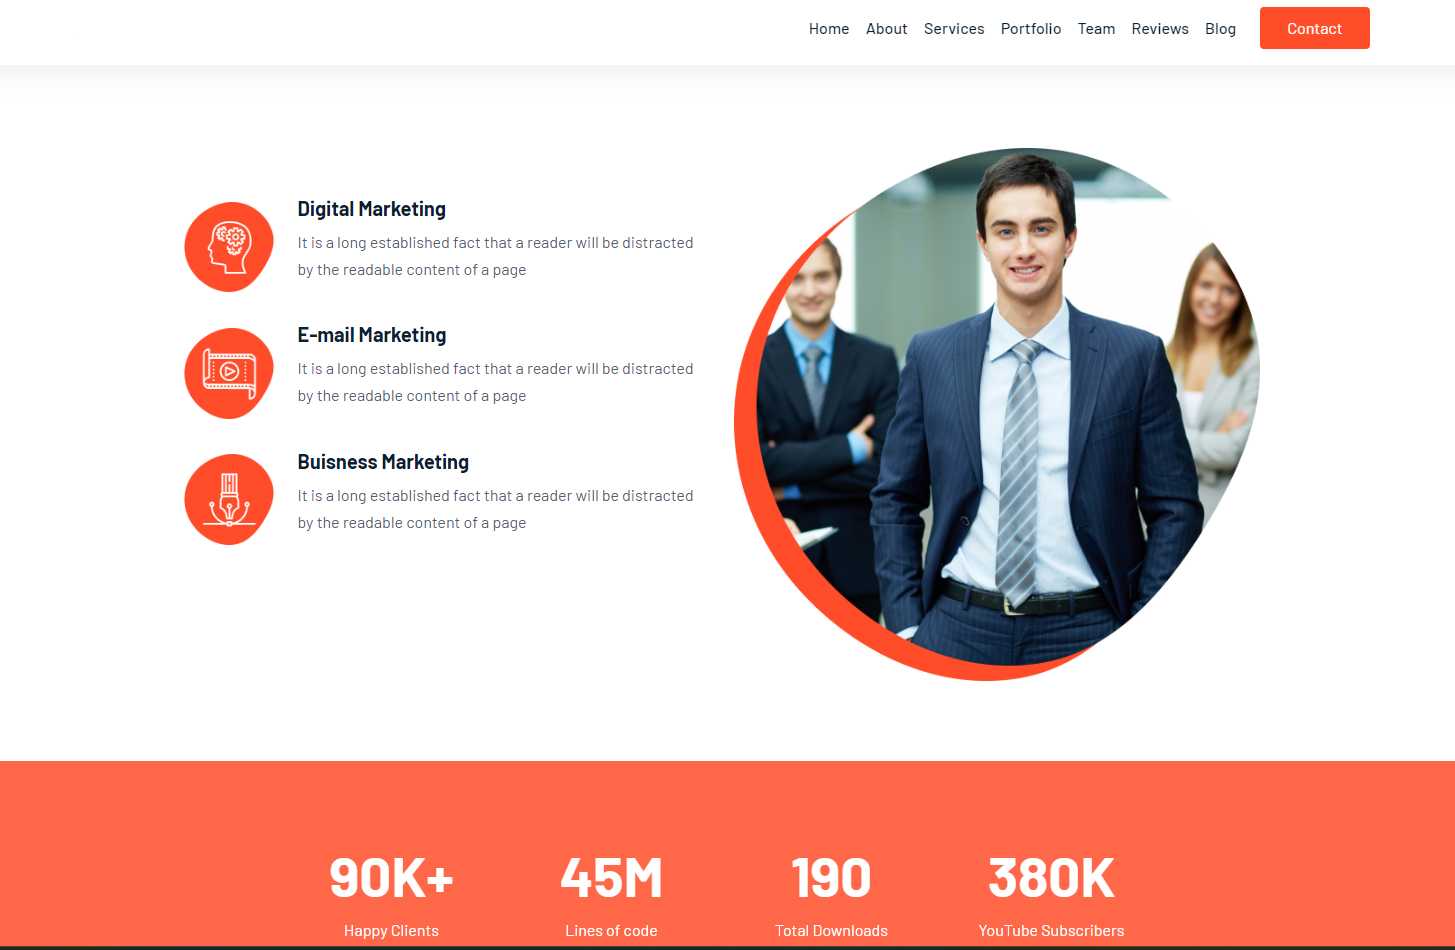 Home About Services Portfolio Team Reviews Blog Contact
Digital Marketing
It is a long established fact that a reader will be distracted
by the readable content of a page
E-mail Marketing
It is a long established fact that a reader will be distracted
by the readable content of a page
Buisness Marketing
It is a long established fact that a reader will be distracted
by the readable content of a page
90K+ 45M 190 380K
Happy Clients Lines of code Total Downloads YouTube Subscribers